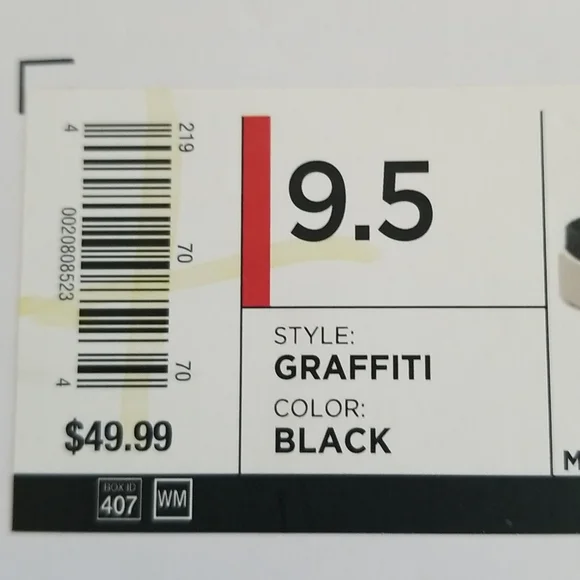 219 70 70
4 0020808523 4
$49.99
9.5
STYLE:
GRAFFITI
COLOR:
BLACK
M
BOX ID
407
WM